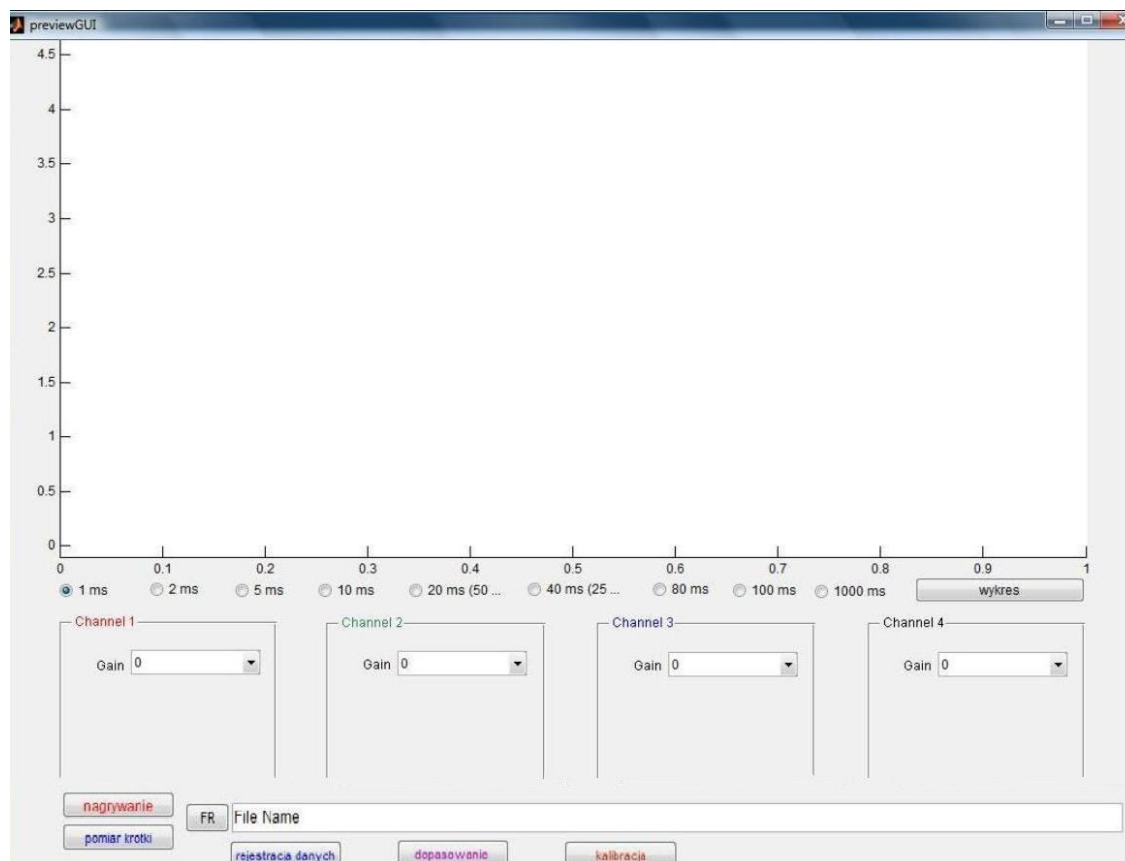 previewGUI
4.5
4
3.5
3
2.5
2
1.5
1
0.5
0
0 0.1 0.2 0.3 0.4 0.5 0.6 0.7 0.8 0.9 1
1 ms 2 ms 5 ms 10 ms 20 ms (50 ... 40 ms (25 ... 80 ms 100 ms 1000 ms wykres
Channel 1 Channel 2 Channel 3 Channel 4
Gain 0 Gain 0 Gain 0 Gain 0
nagrywanie
FR File Name
pomiar krotki
rejestracja danych dopasowanie kalibracja